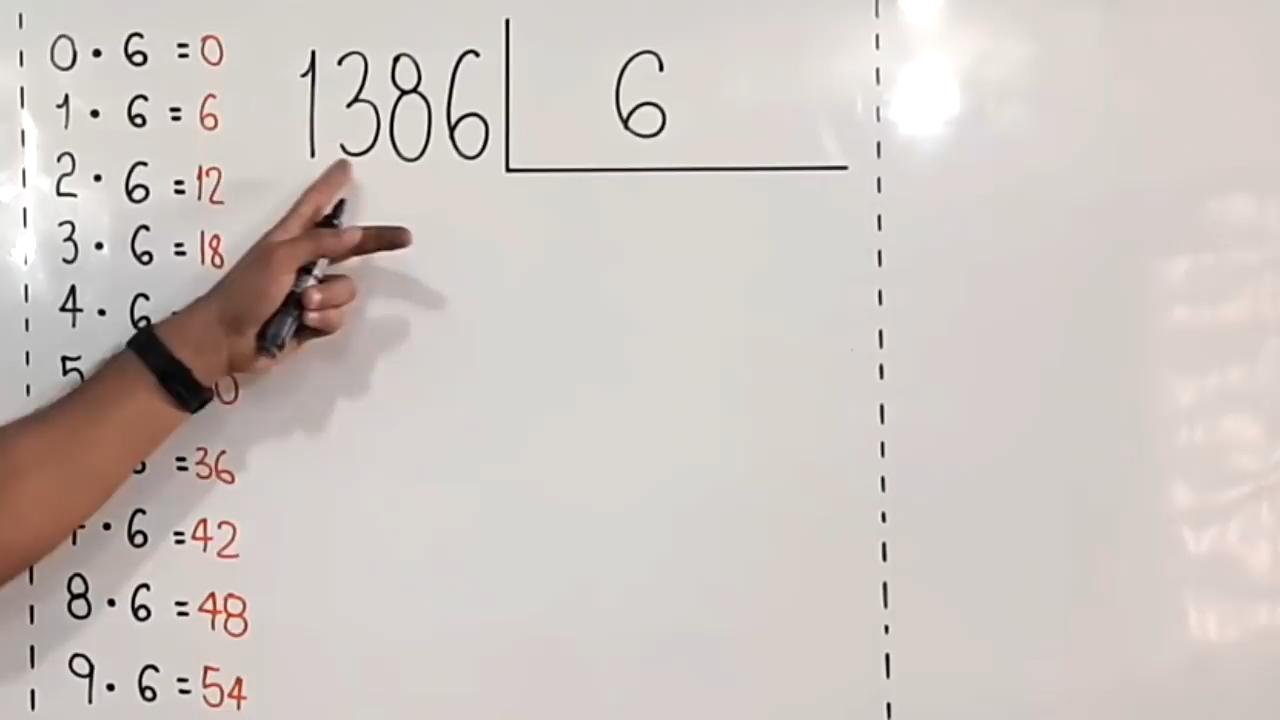 0 · 6 = 0
1 · 6 = 6
2 · 6 = 12
3 · 6 = 18
4 · 6
5
= 36
· 6 = 42
8 · 6 = 48
9 · 6 = 54
1386 6